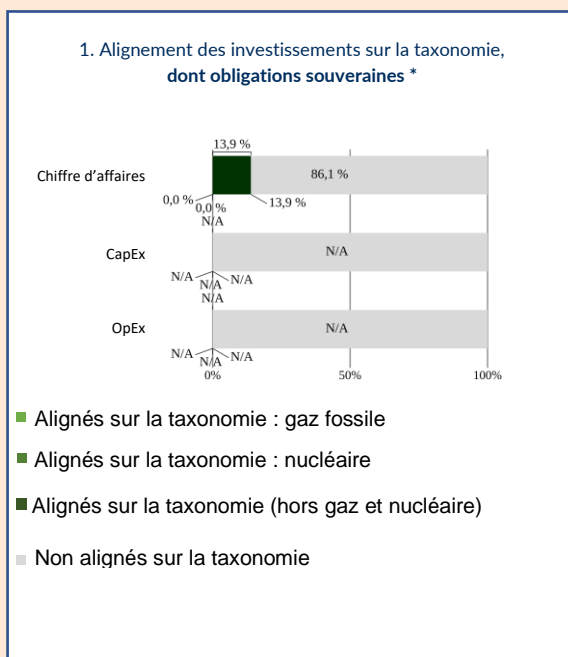 1. Alignement des investissements sur la taxonomie,
dont obligations souveraines *
13,9 %
Chiffre d'affaires
86,1 %
0,0 %
0,0 %
13,9 %
N/A
CapEx
N/A
N/A
N/A
N/A
N/A
OpEx
N/A
N/A
N/A
N/A
0%
50%
100%
Alignés sur la taxonomie : gaz fossile
Alignés sur la taxonomie : nucléaire
Alignés sur la taxonomie (hors gaz et nucléaire)
Non alignés sur la taxonomie